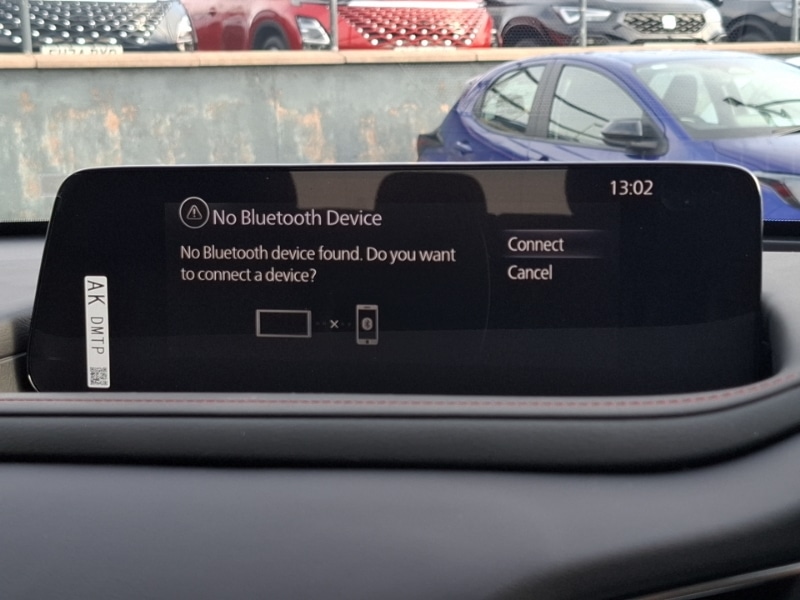 13:02
No Bluetooth Device
No Bluetooth device found. Do you want
to connect a device?
Connect
Cancel
AK DMTP